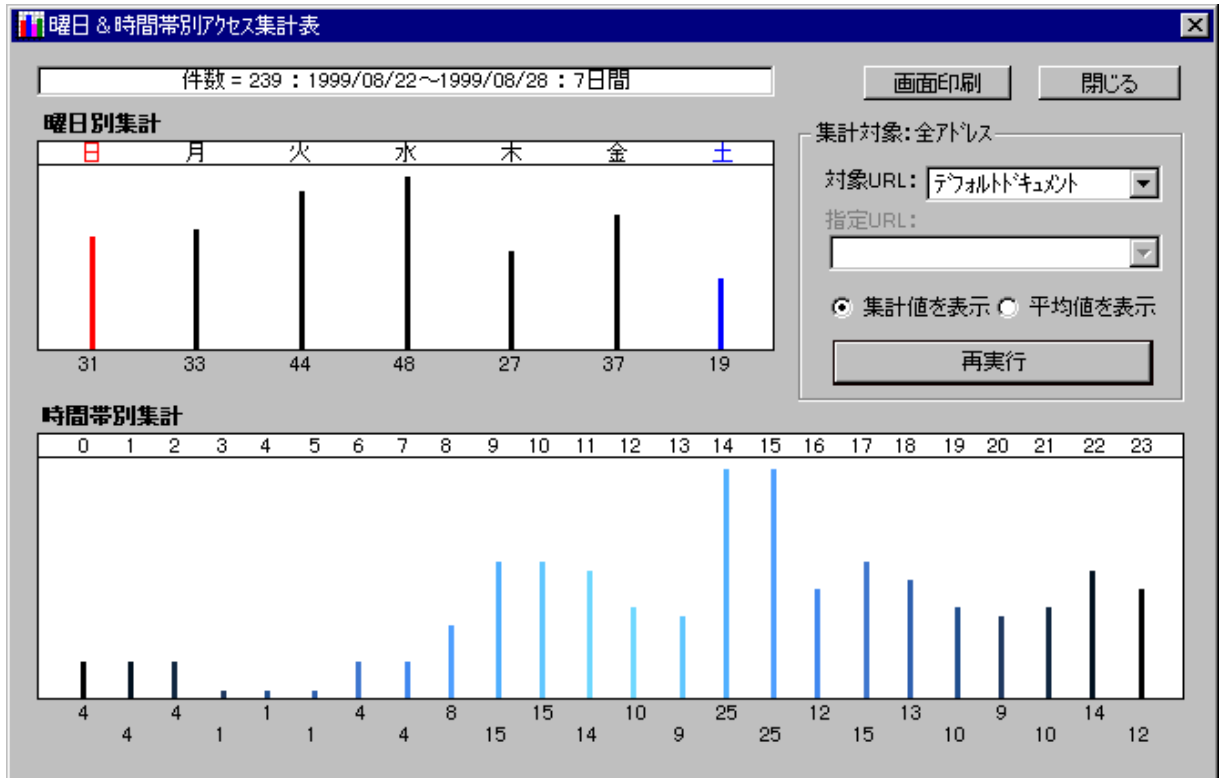 曜日＆時間帯別ｱｸｾｽ集計表
件数 = 239 : 1999/08/22～1999/08/28 : 7日間
画面印刷
閉じる
曜日別集計
日 月 火 水 木 金 土
31 33 44 48 27 37 19
集計対象:全ｱﾄﾞﾚｽ
対象URL: ﾃﾞﾌｫﾙﾄﾄﾞｷｭﾒﾝﾄ
指定URL:
集計値を表示 平均値を表示
再実行
時間帯別集計
0 1 2 3 4 5 6 7 8 9 10 11 12 13 14 15 16 17 18 19 20 21 22 23
4 4 1 4 8 15 10 25 12 13 9 14
4 1 1 4 15 14 9 25 15 10 10 12